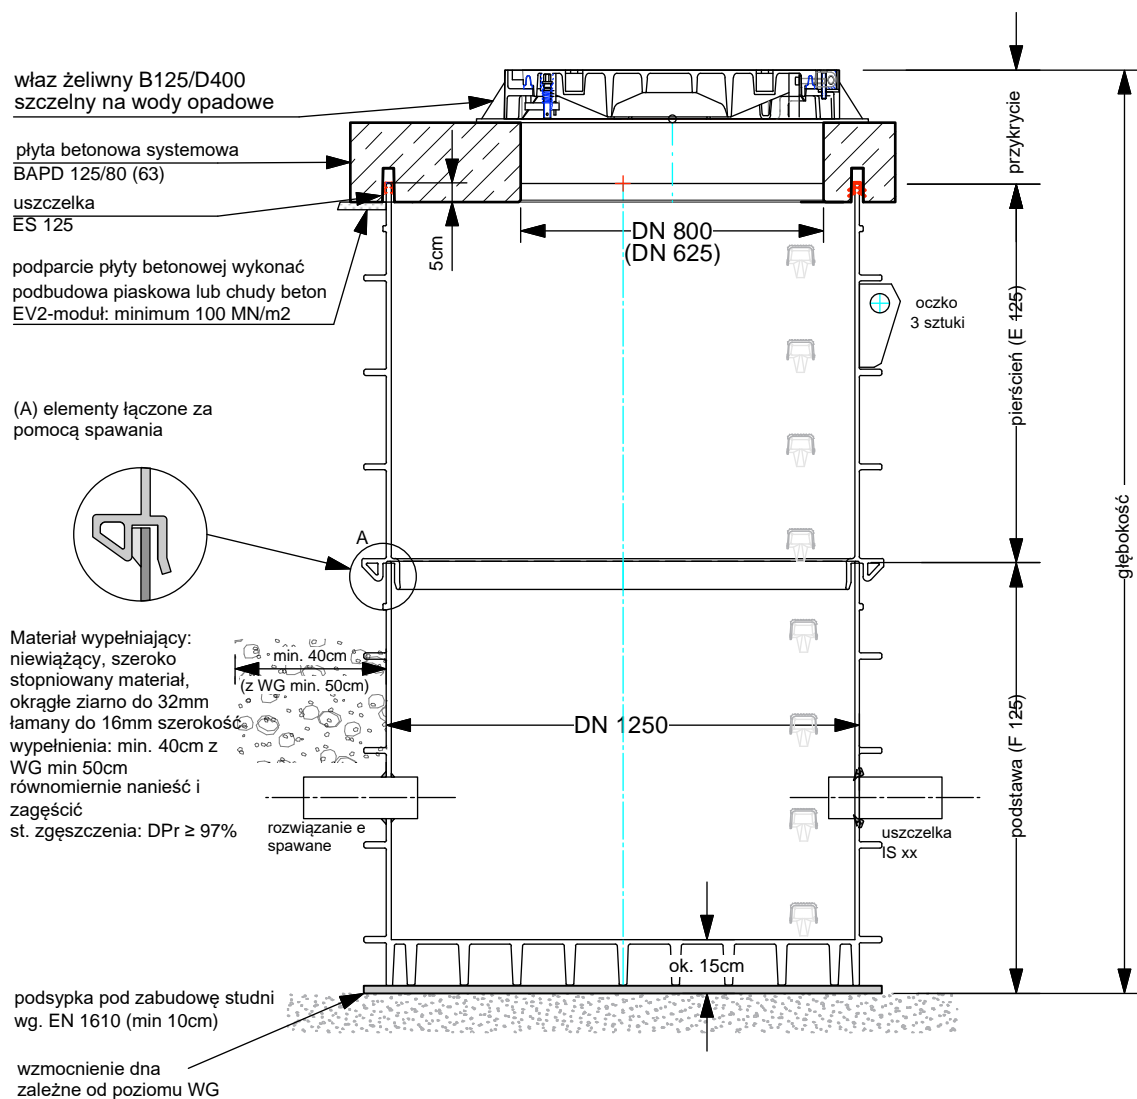 właz żeliwny B125/D400
szczelny na wody opadowe
płyta betonowa systemowa
BAPD 125/80 (63)
uszczelka
ES 125
podparcie płyty betonowej wykonać
podbudowa piaskowa lub chudy beton
EV2-moduł: minimum 100 MN/m2
(A) elementy łączone za
pomocą spawania
A
Materiał wypełniający:
niewiążący, szeroko
stopniowany materiał,
okrągłe ziarno do 32mm
łamany do 16mm szerokość
wypełnienia: min. 40cm z
WG min 50cm
równomiernie nanieść i
zagęścić
st. zgęszczenia: DPr ≥ 97%
min. 40cm
(z WG min. 50cm)
rozwiązanie e
spawane
podsypka pod zabudowę studni
wg. EN 1610 (min 10cm)
wzmocnienie dna
zależne od poziomu WG
5cm
DN 800
(DN 625)
DN 1250
ok. 15cm
oczko
3 sztuki
uszczelka
IS xx
przykrycie
pierścień (E 125)
podstawa (F 125)
głębokość